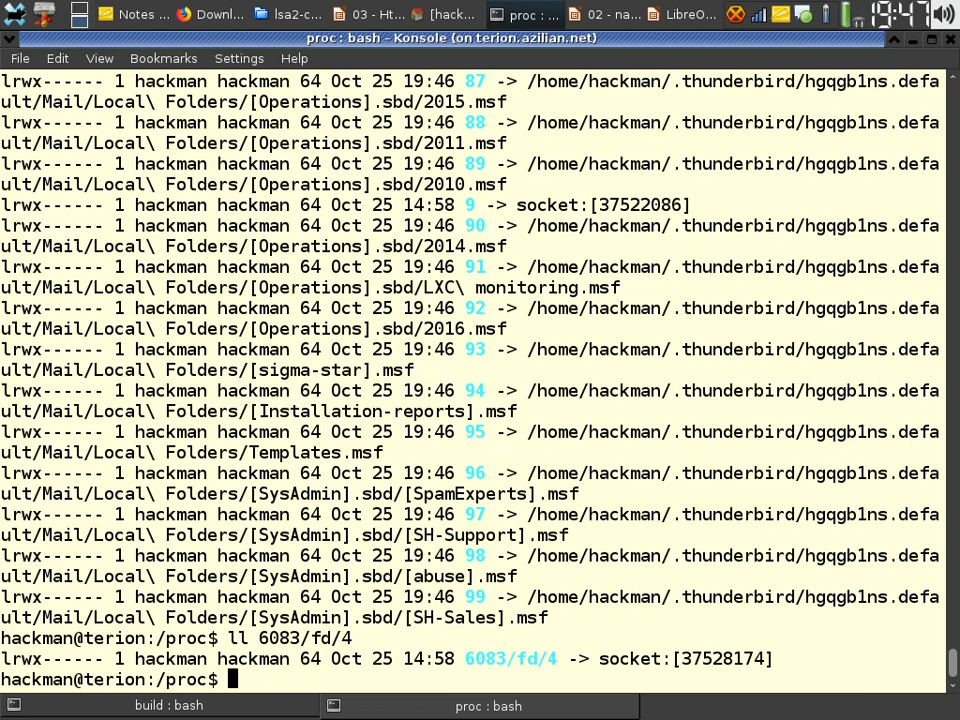 Notes ...
Downl...
lsa2-c...
03 - Ht...
[hack...
proc : ...
02 - na...
LibreO...
19:47
proc : bash - Konsole (on terion.azilian.net)
File Edit View Bookmarks Settings Help
lrwx------ 1 hackman hackman 64 Oct 25 19:46 87 -> /home/hackman/.thunderbird/hgqgb1ns.defa
ult/Mail/Local\ Folders/[Operations].sbd/2015.msf
lrwx------ 1 hackman hackman 64 Oct 25 19:46 88 -> /home/hackman/.thunderbird/hgqgb1ns.defa
ult/Mail/Local\ Folders/[Operations].sbd/2011.msf
lrwx------ 1 hackman hackman 64 Oct 25 19:46 89 -> /home/hackman/.thunderbird/hgqgb1ns.defa
ult/Mail/Local\ Folders/[Operations].sbd/2010.msf
lrwx------ 1 hackman hackman 64 Oct 25 14:58 9 -> socket:[37522086]
lrwx------ 1 hackman hackman 64 Oct 25 19:46 90 -> /home/hackman/.thunderbird/hgqgb1ns.defa
ult/Mail/Local\ Folders/[Operations].sbd/2014.msf
lrwx------ 1 hackman hackman 64 Oct 25 19:46 91 -> /home/hackman/.thunderbird/hgqgb1ns.defa
ult/Mail/Local\ Folders/[Operations].sbd/LXC\ monitoring.msf
lrwx------ 1 hackman hackman 64 Oct 25 19:46 92 -> /home/hackman/.thunderbird/hgqgb1ns.defa
ult/Mail/Local\ Folders/[Operations].sbd/2016.msf
lrwx------ 1 hackman hackman 64 Oct 25 19:46 93 -> /home/hackman/.thunderbird/hgqgb1ns.defa
ult/Mail/Local\ Folders/[sigma-star].msf
lrwx------ 1 hackman hackman 64 Oct 25 19:46 94 -> /home/hackman/.thunderbird/hgqgb1ns.defa
ult/Mail/Local\ Folders/[Installation-reports].msf
lrwx------ 1 hackman hackman 64 Oct 25 19:46 95 -> /home/hackman/.thunderbird/hgqgb1ns.defa
ult/Mail/Local\ Folders/Templates.msf
lrwx------ 1 hackman hackman 64 Oct 25 19:46 96 -> /home/hackman/.thunderbird/hgqgb1ns.defa
ult/Mail/Local\ Folders/[SysAdmin].sbd/[SpamExperts].msf
lrwx------ 1 hackman hackman 64 Oct 25 19:46 97 -> /home/hackman/.thunderbird/hgqgb1ns.defa
ult/Mail/Local\ Folders/[SysAdmin].sbd/[SH-Support].msf
lrwx------ 1 hackman hackman 64 Oct 25 19:46 98 -> /home/hackman/.thunderbird/hgqgb1ns.defa
ult/Mail/Local\ Folders/[SysAdmin].sbd/[abuse].msf
lrwx------ 1 hackman hackman 64 Oct 25 19:46 99 -> /home/hackman/.thunderbird/hgqgb1ns.defa
ult/Mail/Local\ Folders/[SysAdmin].sbd/[SH-Sales].msf
hackman@terion:/proc$ ll 6083/fd/4
lrwx------ 1 hackman hackman 64 Oct 25 14:58 6083/fd/4 -> socket:[37528174]
hackman@terion:/proc$
build : bash
proc : bash